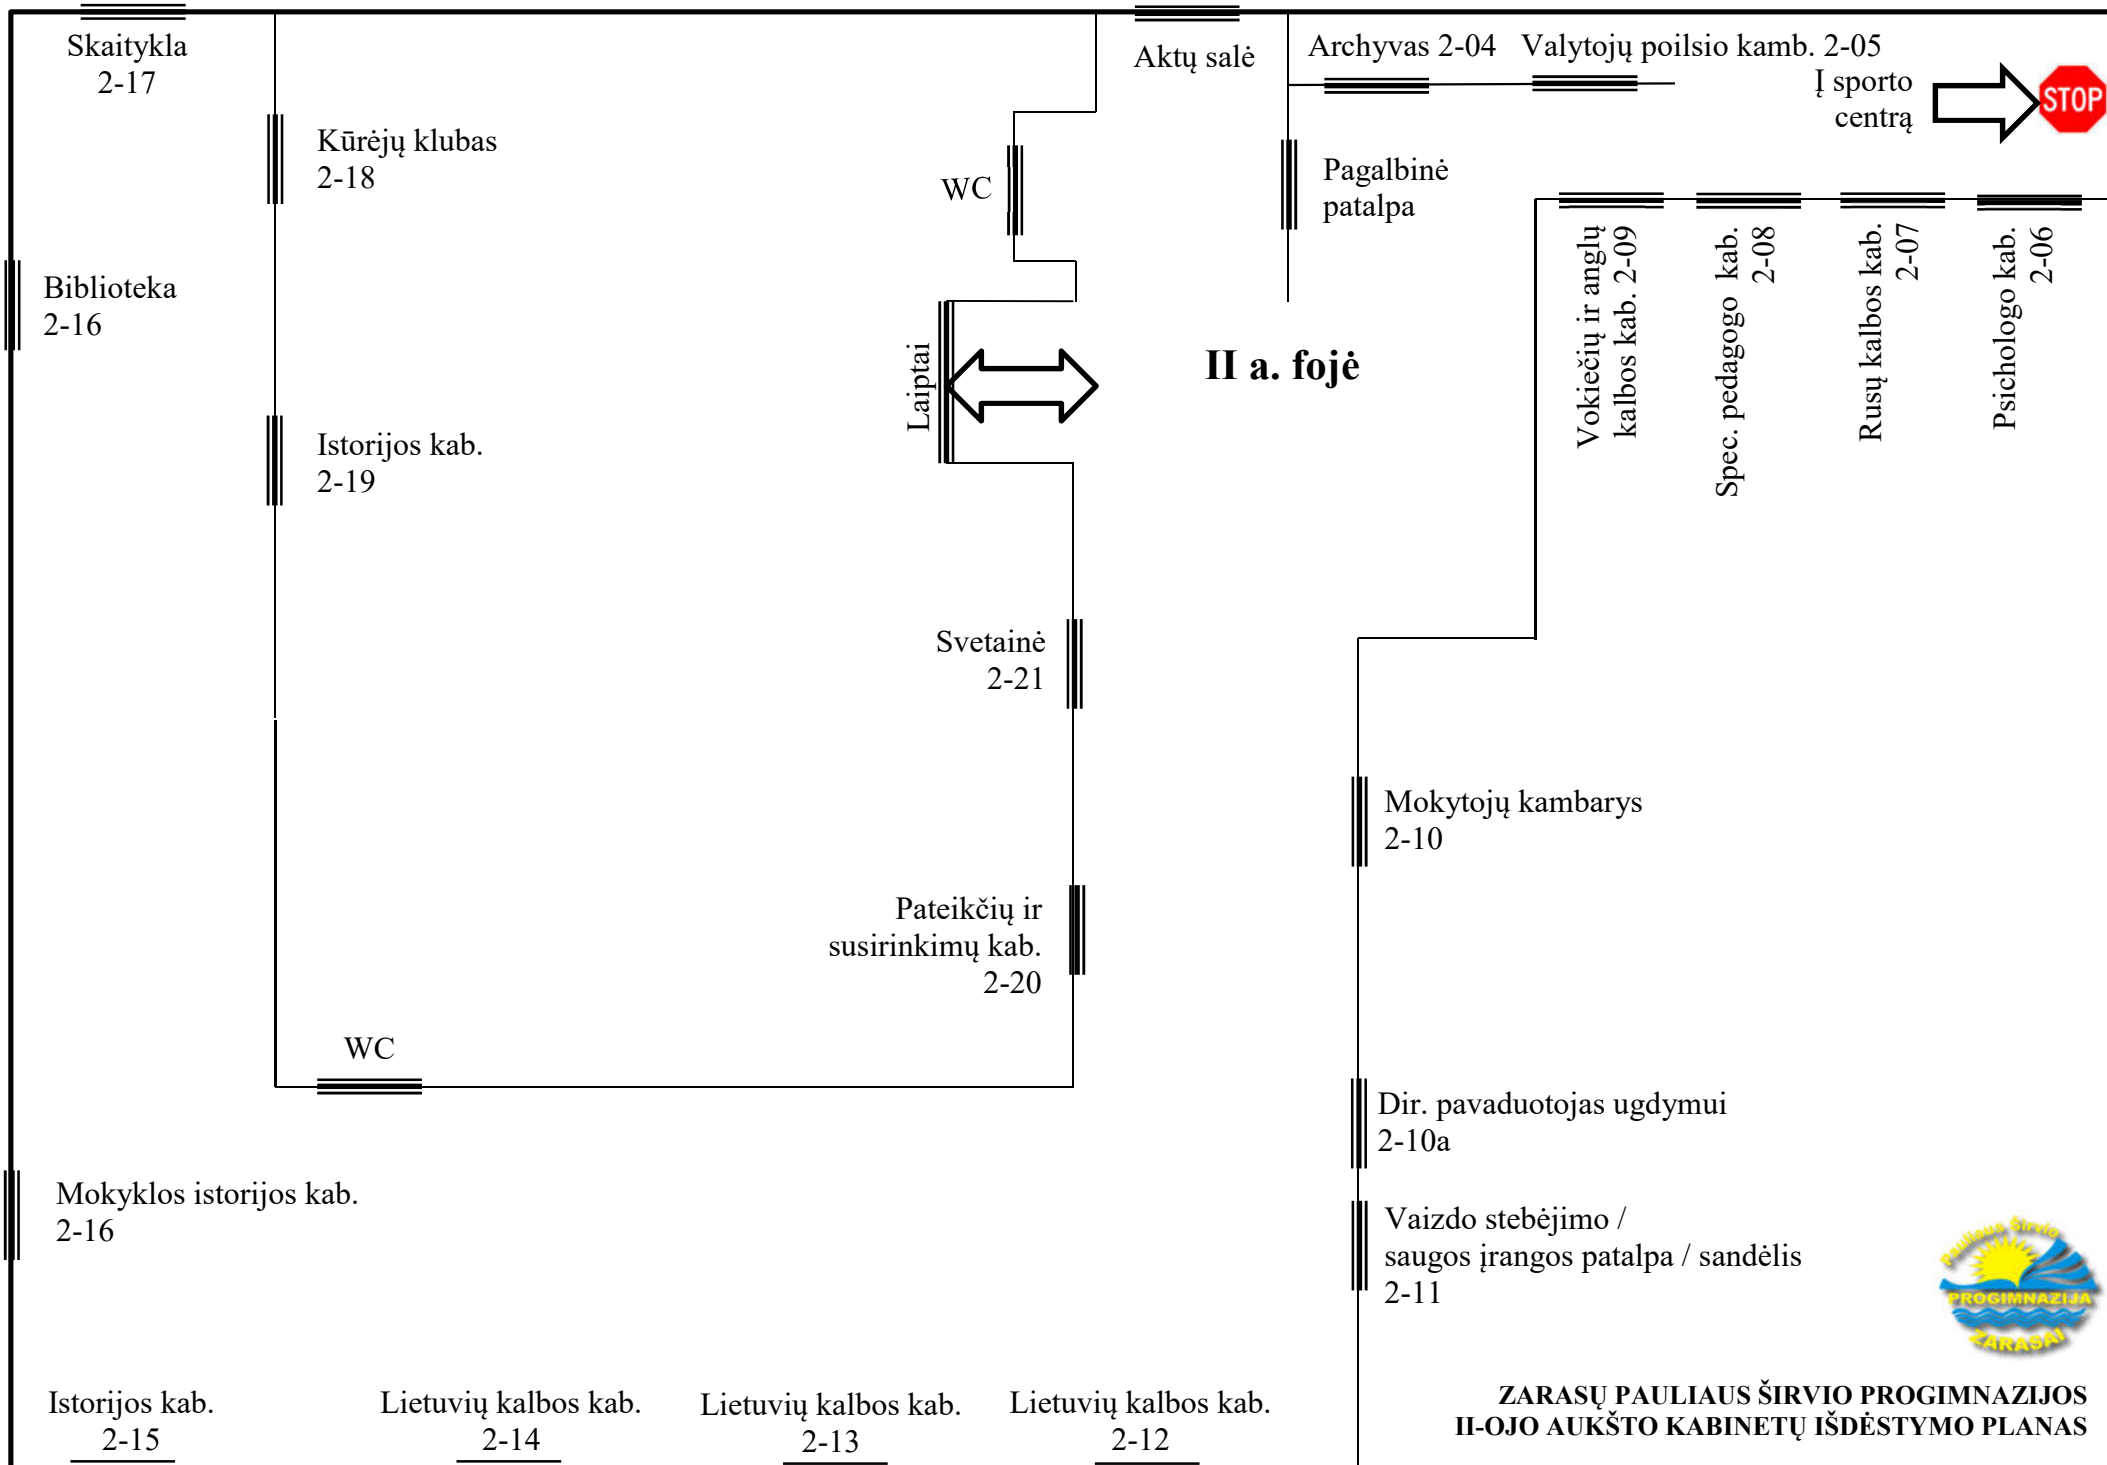 Skaitykla
2-17
Aktų salė
Archyvas 2-04
Valytojų poilsio kamb. 2-05
Į sporto
centrą
STOP
Kūrėjų klubas
2-18
WC
Pagalbinė
patalpa
Vokiečių ir anglų
kalbos kab. 2-09
Spec. pedagogo kab.
2-08
Rusų kalbos kab.
2-07
Psichologo kab.
2-06
Biblioteka
2-16
Laiptai
II a. fojė
Istorijos kab.
2-19
Svetainė
2-21
Mokytojų kambarys
2-10
Pateikčių ir
susirinkimų kab.
2-20
WC
Dir. pavaduotojas ugdymui
2-10a
Mokyklos istorijos kab.
2-16
Vaizdo stebėjimo /
saugos įrangos patalpa / sandėlis
2-11
Pauliaus Širvio
PROGIMNAZIJA
ZARASAI
Istorijos kab.
2-15
Lietuvių kalbos kab.
2-14
Lietuvių kalbos kab.
2-13
Lietuvių kalbos kab.
2-12
ZARASŲ PAULIAUS ŠIRVIO PROGIMNAZIJOS
II-OJO AUKŠTO KABINETŲ IŠDĖSTYMO PLANAS